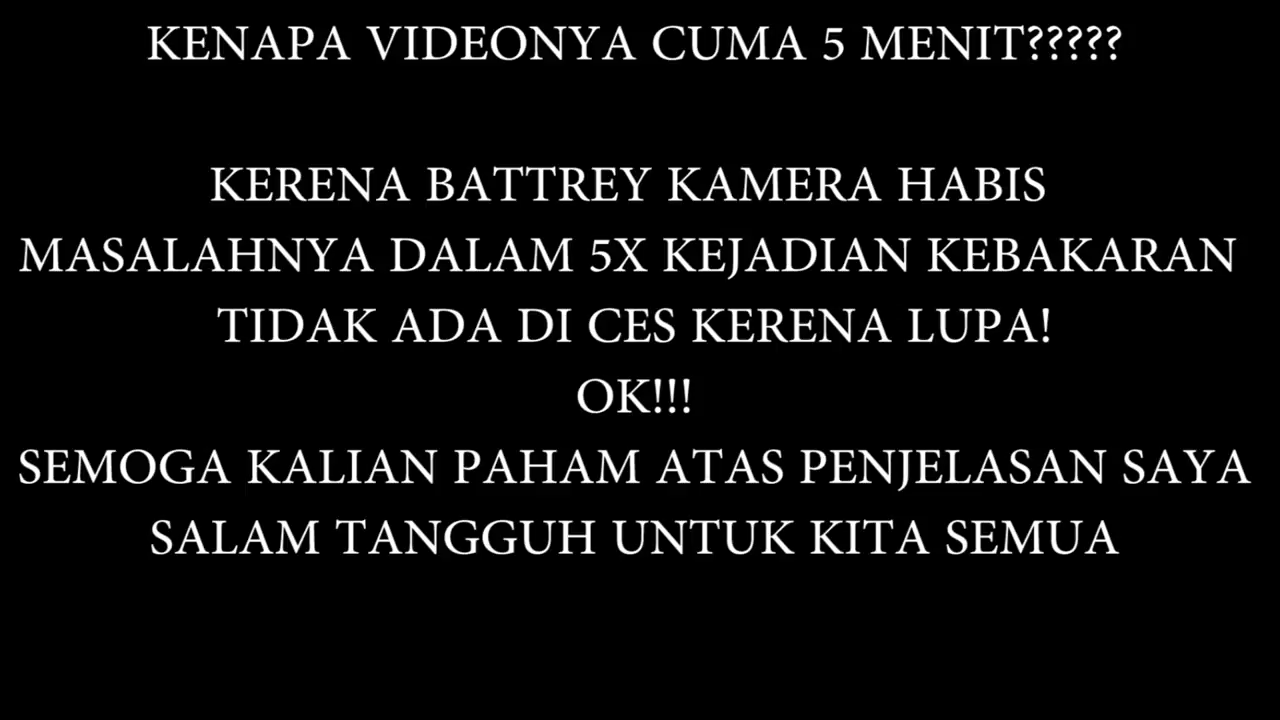 KENAPA VIDEONYA CUMA 5 MENIT?????
KERENA BATTREY KAMERA HABIS
MASALAHNYA DALAM 5X KEJADIAN KEBAKARAN
TIDAK ADA DI CES KERENA LUPA!
OK!!!
SEMOGA KALIAN PAHAM ATAS PENJELASAN SAYA
SALAM TANGGUH UNTUK KITA SEMUA